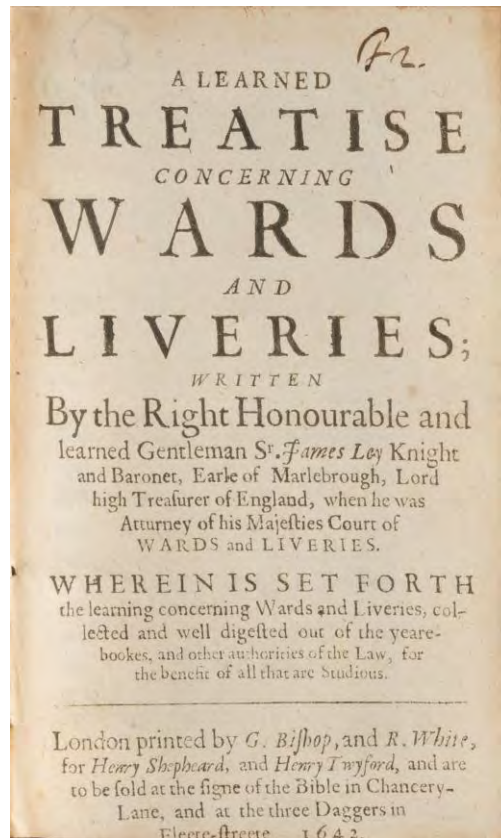 A LEARNED
TREATISE
CONCERNING
WARDS
AND
LIVERIES;
WRITTEN
By the Right Honourable and
learned Gentleman Sr. James Ley Knight
and Baronet, Earle of Marlebrough, Lord
high Treaſurer of England, when he was
Atturney of his Majeſties Court of
WARDS and LIVERIES.
WHEREIN IS SET FORTH
the learning concerning Wards and Liveries, col-
lected and well digeſted out of the yeare-
bookes, and other authorities of the Law, for
the benefit of all that are Studious.
London printed by G. Biſhop, and R. White,
for Henry Shepheard, and Henry Twyford, and are
to be ſold at the ſigne of the Bible in Chancery-
Lane, and at the three Daggers in
Fleete-ſtreete 1642